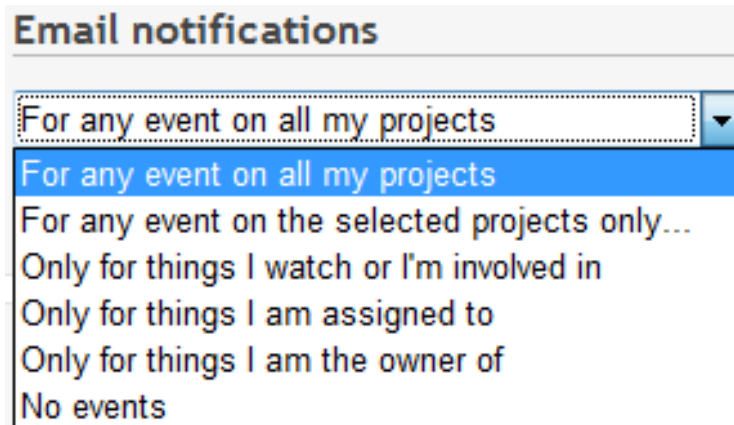 Email notifications
For any event on all my projects
For any event on all my projects
For any event on the selected projects only...
Only for things I watch or I'm involved in
Only for things I am assigned to
Only for things I am the owner of
No events